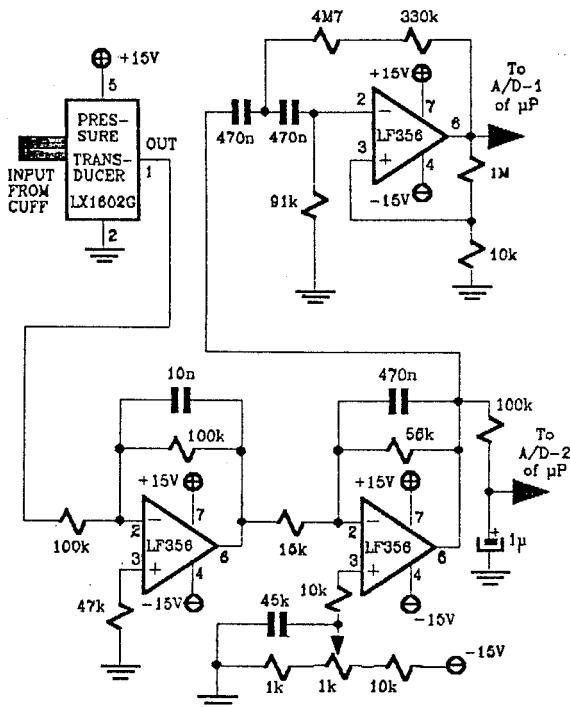 4M7
330k
+15V
To
A/D-1
of µP
+15V
5
PRES-
SURE
TRANS-
DUCER
LX1602G
OUT
1
INPUT
FROM
CUFF
2
470n
470n
2
7
LF356
6
3
4
-15V
91k
1M
10k
10n
100k
+15V
100k
2
7
LF356
6
3
4
-15V
47k
470n
56k
+15V
15k
2
7
LF356
6
3
4
-15V
10k
45k
1k
1k
10k
-15V
100k
To
A/D-2
of µP
+
1µ